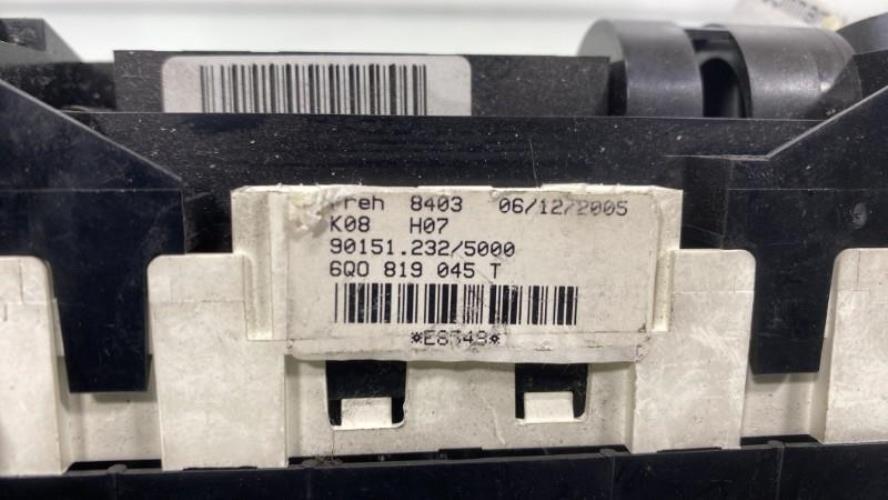 8403 06/12/2005
K08 H07
90151.232/5000
6Q0 819 045 T